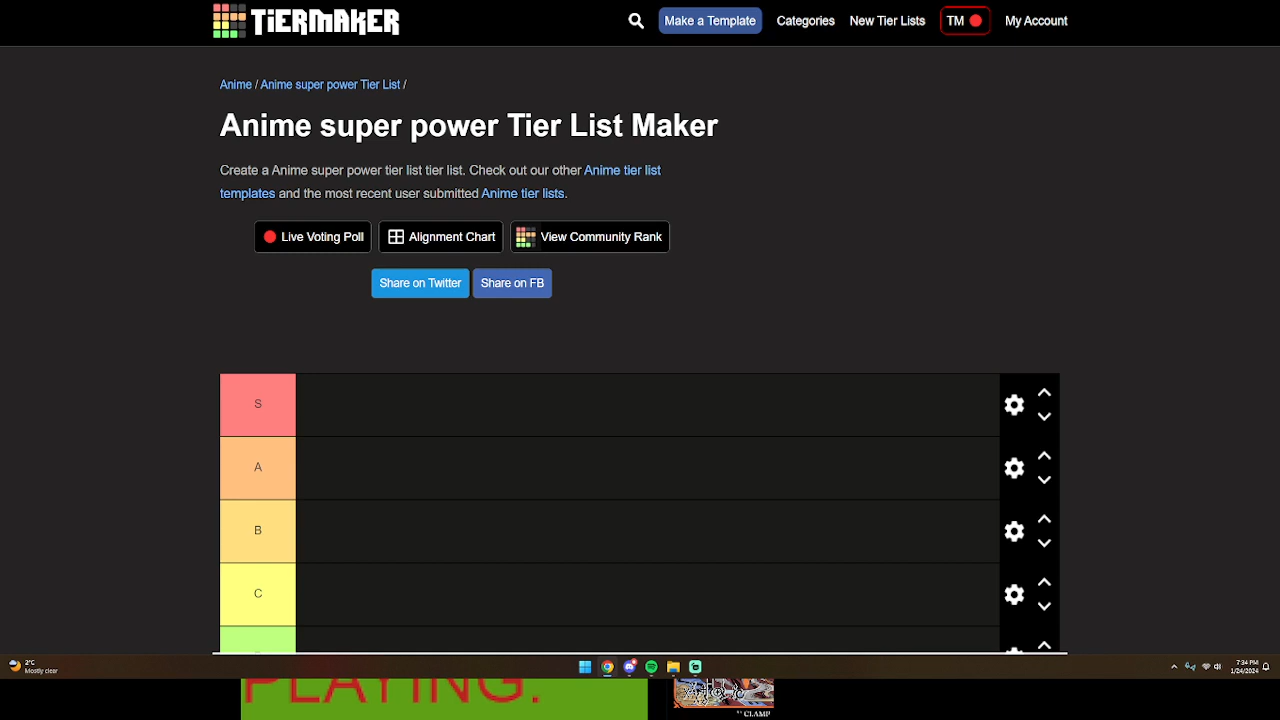 TiERMAKER
Make a Template
Categories
New Tier Lists
TM
My Account
Anime / Anime super power Tier List /
Anime super power Tier List Maker
Create a Anime super power tier list tier list. Check out our other Anime tier list
templates and the most recent user submitted Anime tier lists.
Live Voting Poll
Alignment Chart
View Community Rank
Share on Twitter
Share on FB
S
A
B
C
2°C
Mostly clear
7:34 PM
1/24/2024
PLAYING.
CLAMP